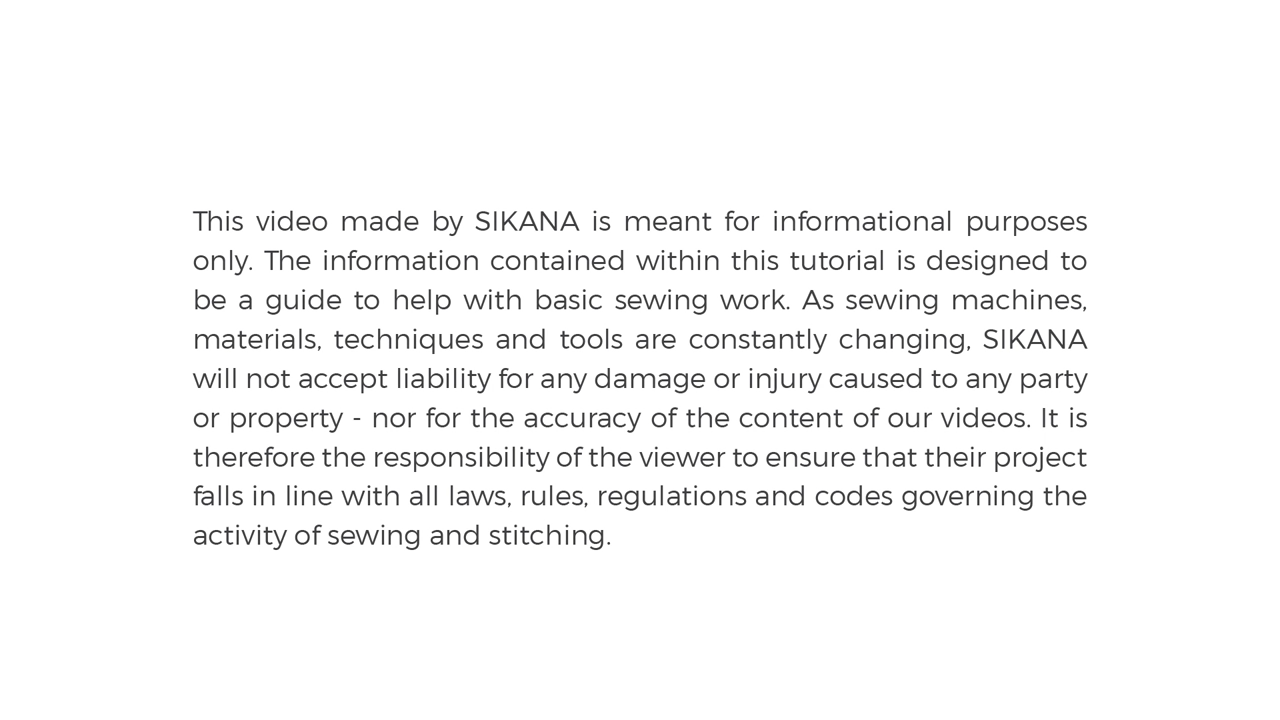 This video made by SIKANA is meant for informational purposes
only. The information contained within this tutorial is designed to
be a guide to help with basic sewing work. As sewing machines,
materials, techniques and tools are constantly changing, SIKANA
will not accept liability for any damage or injury caused to any party
or property - nor for the accuracy of the content of our videos. It is
therefore the responsibility of the viewer to ensure that their project
falls in line with all laws, rules, regulations and codes governing the
activity of sewing and stitching.